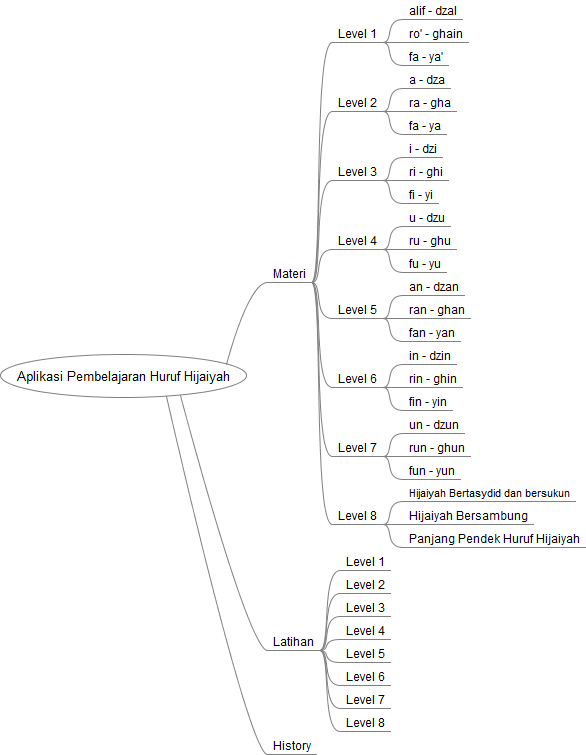 Aplikasi Pembelajaran Huruf Hijaiyah
Materi
Level 1
alif - dzal
ro' - ghain
fa - ya'
Level 2
a - dza
ra - gha
fa - ya
Level 3
i - dzi
ri - ghi
fi - yi
Level 4
u - dzu
ru - ghu
fu - yu
Level 5
an - dzan
ran - ghan
fan - yan
Level 6
in - dzin
rin - ghin
fin - yin
Level 7
un - dzun
run - ghun
fun - yun
Level 8
Hijaiyah Bertasydid dan bersukun
Hijaiyah Bersambung
Panjang Pendek Huruf Hijaiyah
Latihan
Level 1
Level 2
Level 3
Level 4
Level 5
Level 6
Level 7
Level 8
History